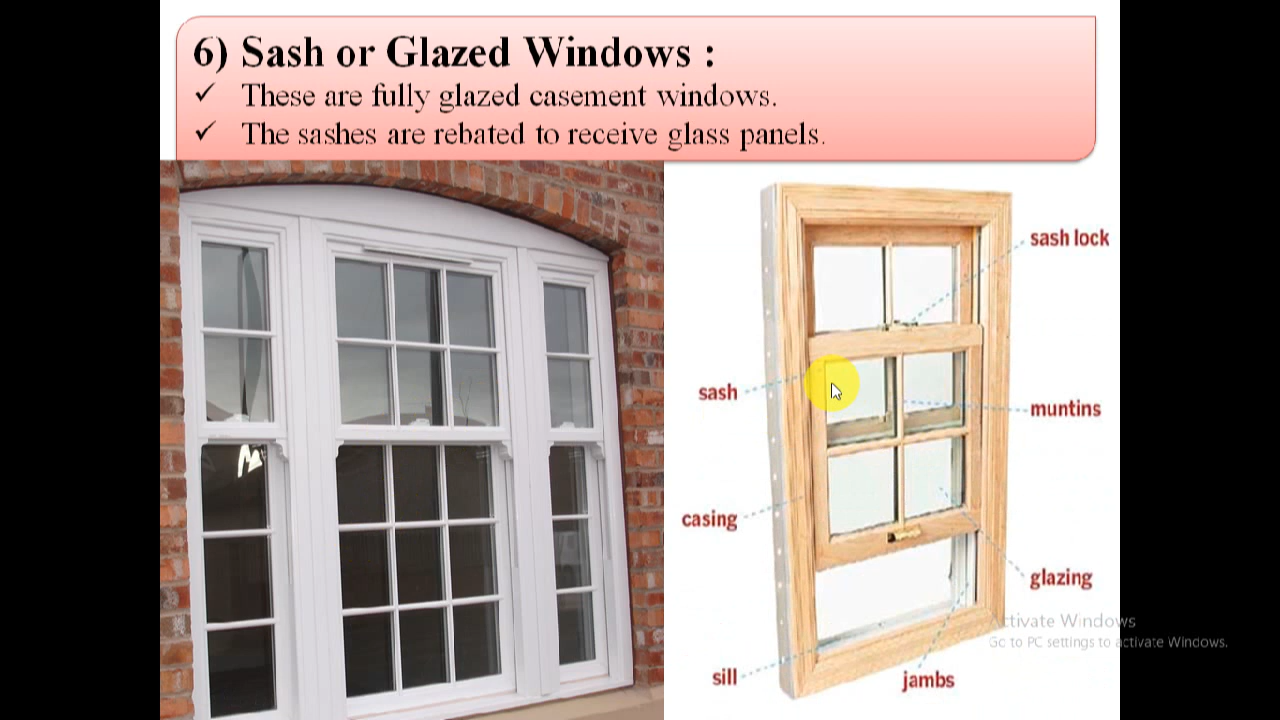 6) Sash or Glazed Windows :
✓ These are fully glazed casement windows.
✓ The sashes are rebated to receive glass panels.
sash lock
sash
muntins
casing
glazing
sill
jambs
Activate Windows
Go to PC settings to activate Windows.